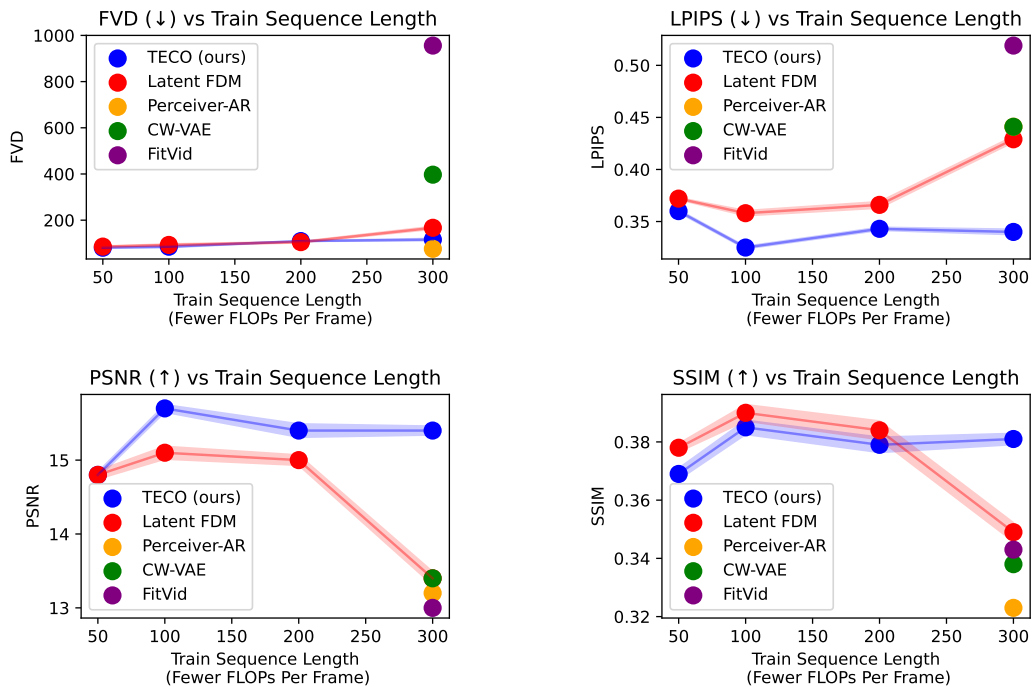 FVD (↓) vs Train Sequence Length
1000
800
600
400
200
FVD
TECO (ours)
Latent FDM
Perceiver-AR
CW-VAE
FitVid
50 100 150 200 250 300
Train Sequence Length
(Fewer FLOPs Per Frame)
LPIPS (↓) vs Train Sequence Length
0.50
0.45
0.40
0.35
LPIPS
TECO (ours)
Latent FDM
Perceiver-AR
CW-VAE
FitVid
50 100 150 200 250 300
Train Sequence Length
(Fewer FLOPs Per Frame)
PSNR (↑) vs Train Sequence Length
15
14
13
PSNR
TECO (ours)
Latent FDM
Perceiver-AR
CW-VAE
FitVid
50 100 150 200 250 300
Train Sequence Length
(Fewer FLOPs Per Frame)
SSIM (↑) vs Train Sequence Length
0.38
0.36
0.34
0.32
SSIM
TECO (ours)
Latent FDM
Perceiver-AR
CW-VAE
FitVid
50 100 150 200 250 300
Train Sequence Length
(Fewer FLOPs Per Frame)